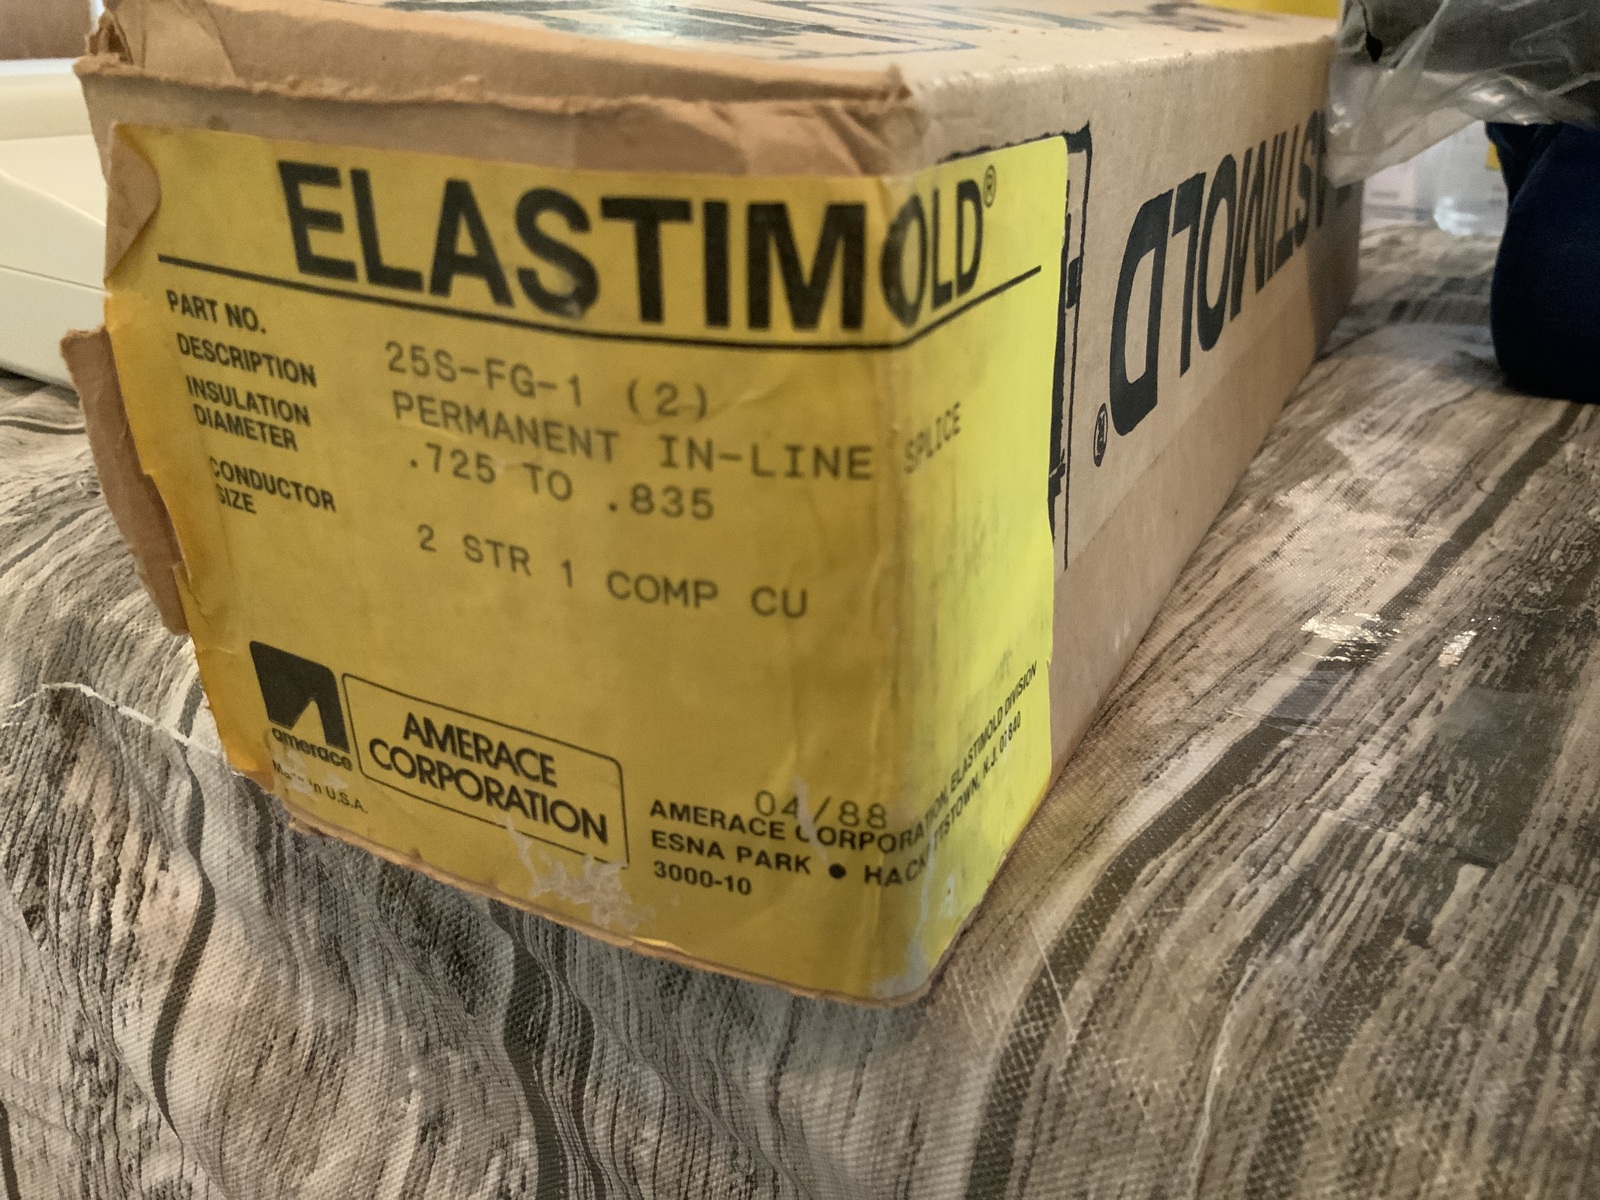 ELASTIMOLD®
PART NO. 25S-FG-1 (2)
DESCRIPTION PERMANENT IN-LINE SPLICE
INSULATION DIAMETER .725 TO .835
CONDUCTOR SIZE 2 STR 1 COMP CU
amerace
AMERACE
CORPORATION
Made in U.S.A.
04/88
AMERACE CORPORATION, ELASTIMOLD DIVISION
ESNA PARK ● HACKETTSTOWN, N.J. 07840
3000-10
ASTIMOLD®